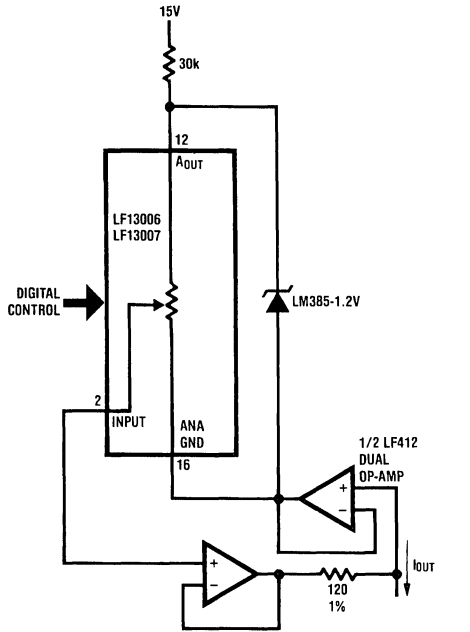 15V
30k
12
AOUT
LF13006
LF13007
DIGITAL
CONTROL
LM385-1.2V
2
INPUT
ANA
GND
16
1/2 LF412
DUAL
OP-AMP
+
−
+
−
IOUT
120
1%